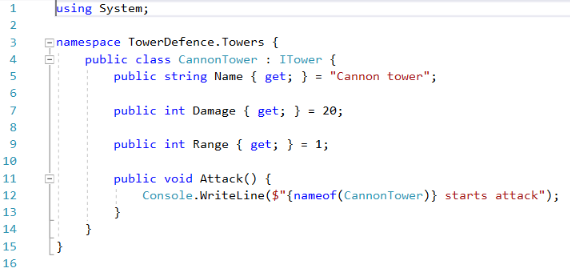 1 using System;
2
3 namespace TowerDefence.Towers {
4 public class CannonTower : ITower {
5 public string Name { get; } = "Cannon tower";
6
7 public int Damage { get; } = 20;
8
9 public int Range { get; } = 1;
10
11 public void Attack() {
12 Console.WriteLine($"{nameof(CannonTower)} starts attack");
13 }
14 }
15 }
16